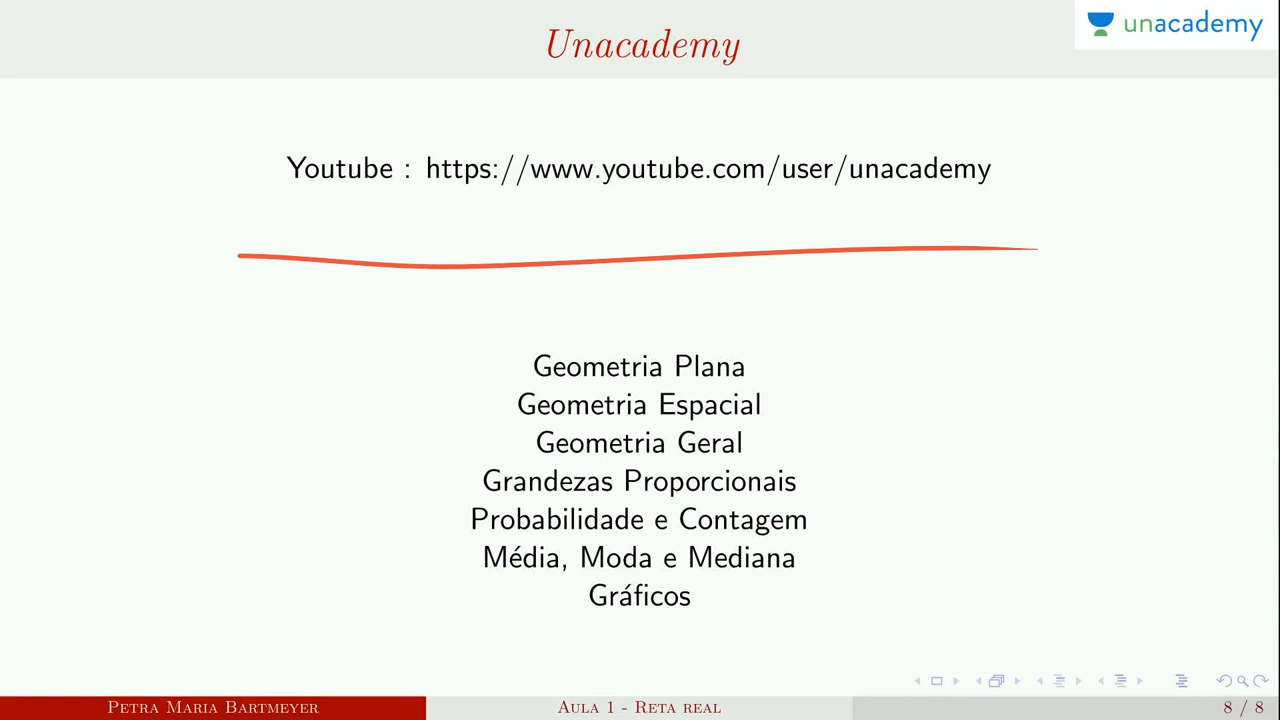 Unacademy
unacademy
Youtube : https://www.youtube.com/user/unacademy
Geometria Plana
Geometria Espacial
Geometria Geral
Grandezas Proporcionais
Probabilidade e Contagem
Média, Moda e Mediana
Gráficos
Petra Maria Bartmeyer
Aula 1 - Reta real
8 / 8